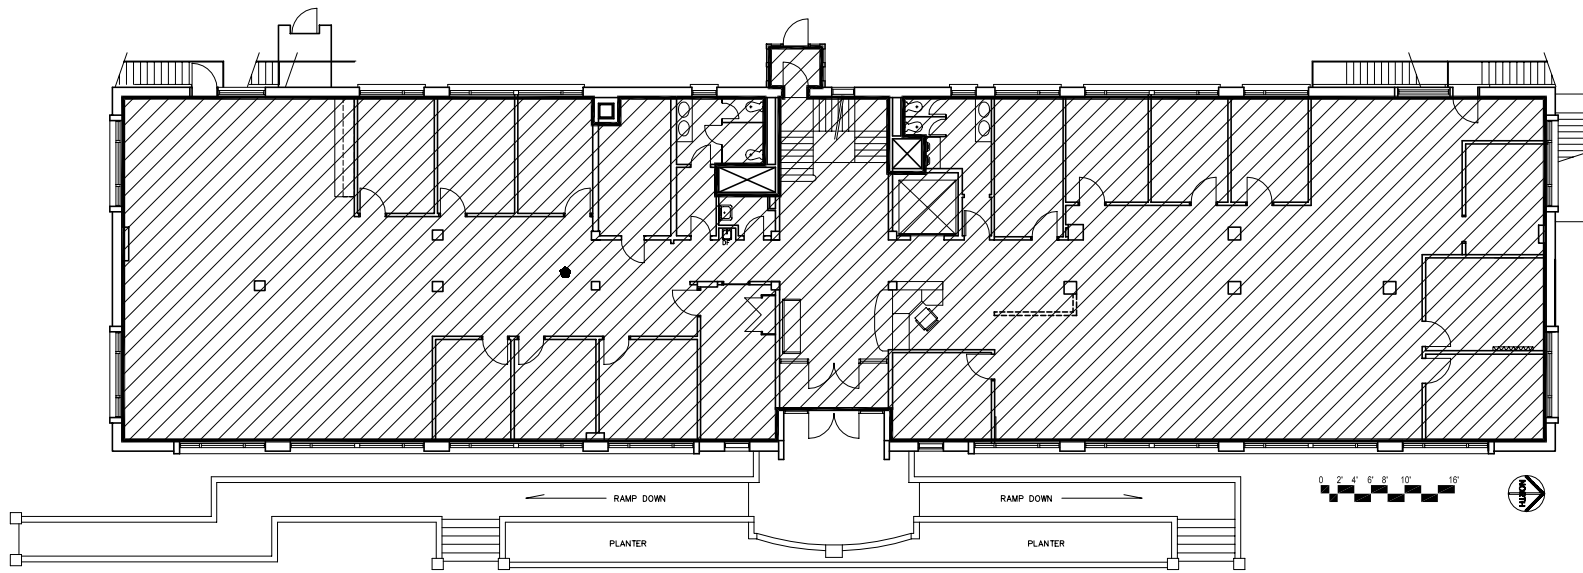 RAMP DOWN
RAMP DOWN
PLANTER
PLANTER
0 2' 4' 6' 8' 10' 16'
NORTH